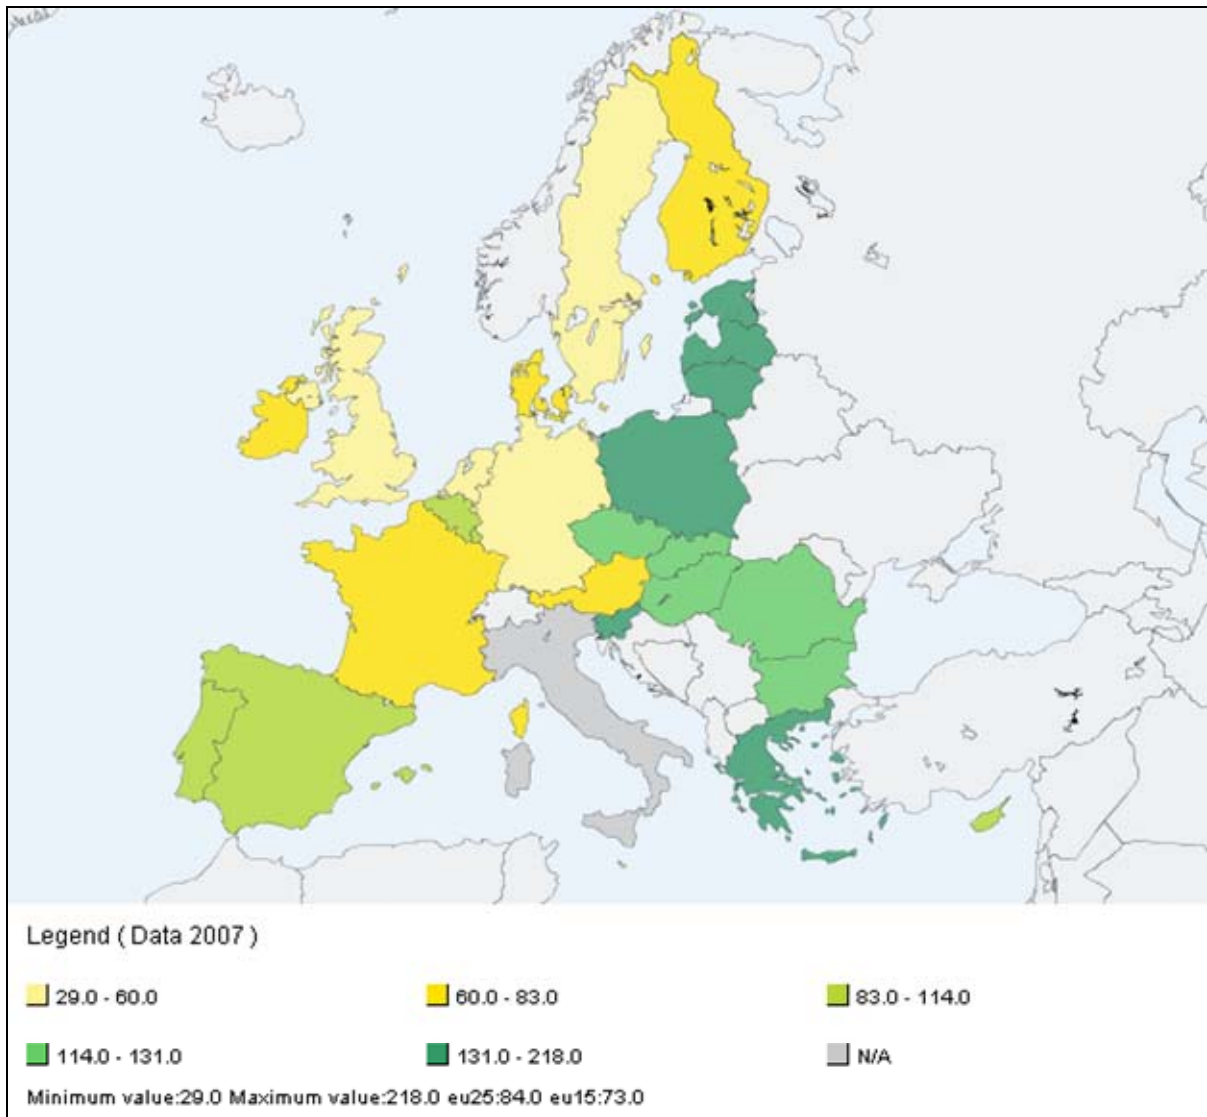 Legend ( Data 2007 )
29.0 - 60.0 60.0 - 83.0 83.0 - 114.0
114.0 - 131.0 131.0 - 218.0 N/A
Minimum value:29.0 Maximum value:218.0 eu25:84.0 eu15:73.0